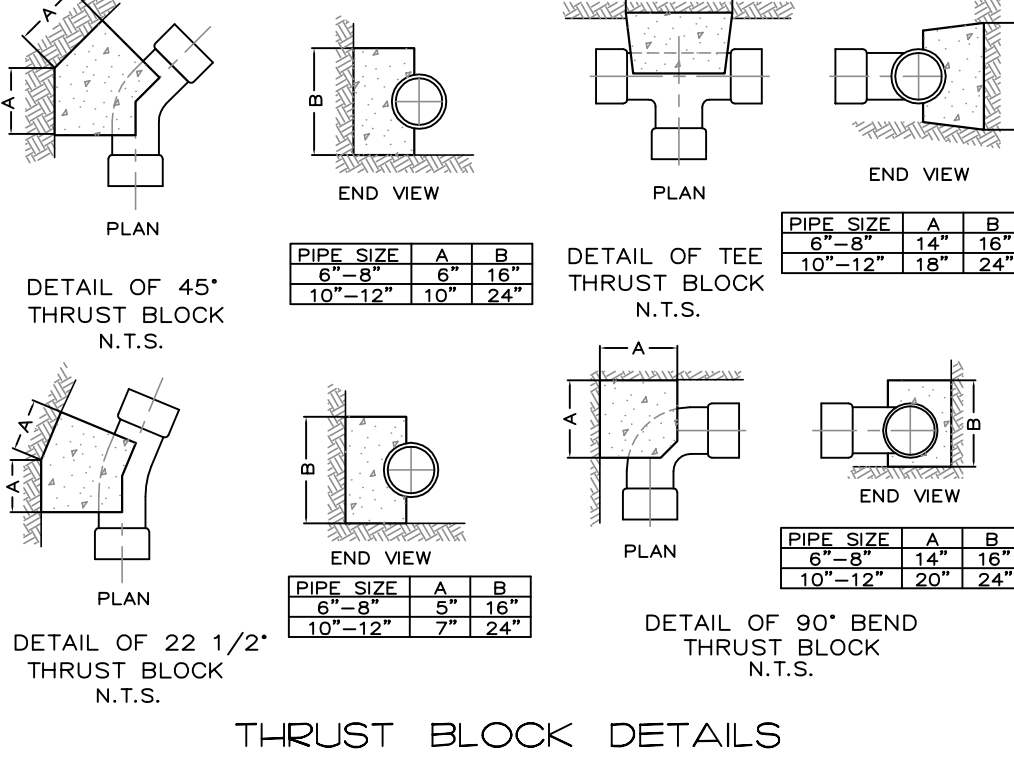 A
A
PLAN
DETAIL OF 45°
THRUST BLOCK
N.T.S.
B
END VIEW
PIPE SIZE A B
6"–8" 6" 16"
10"–12" 10" 24"
PLAN
DETAIL OF TEE
THRUST BLOCK
N.T.S.
END VIEW
PIPE SIZE A B
6"–8" 14" 16"
10"–12" 18" 24"
A
A
PLAN
DETAIL OF 22 1/2°
THRUST BLOCK
N.T.S.
B
END VIEW
PIPE SIZE A B
6"–8" 5" 16"
10"–12" 7" 24"
A
A
PLAN
B
END VIEW
PIPE SIZE A B
6"–8" 14" 16"
10"–12" 20" 24"
DETAIL OF 90° BEND
THRUST BLOCK
N.T.S.
THRUST BLOCK DETAILS